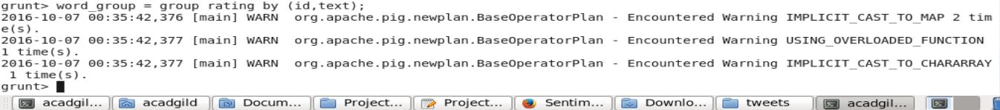 grunt> word_group = group rating by (id,text);
2016-10-07 00:35:42,376 [main] WARN  org.apache.pig.newplan.BaseOperatorPlan - Encountered Warning IMPLICIT_CAST_TO_MAP 2 tim
e(s).
2016-10-07 00:35:42,377 [main] WARN  org.apache.pig.newplan.BaseOperatorPlan - Encountered Warning USING_OVERLOADED_FUNCTION
1 time(s).
2016-10-07 00:35:42,377 [main] WARN  org.apache.pig.newplan.BaseOperatorPlan - Encountered Warning IMPLICIT_CAST_TO_CHARARRAY
 1 time(s).
grunt>
acadgil... acadgild Docum... Project... Project... Sentim... Downlo... tweets acadgil...